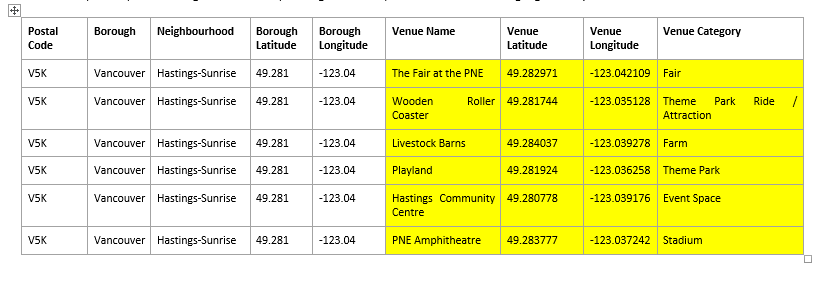 Postal Code Borough Neighbourhood Borough Latitude Borough Longitude Venue Name Venue Latitude Venue Longitude Venue Category
V5K Vancouver Hastings-Sunrise 49.281 -123.04 The Fair at the PNE 49.282971 -123.042109 Fair
V5K Vancouver Hastings-Sunrise 49.281 -123.04 Wooden Roller Coaster 49.281744 -123.035128 Theme Park Ride / Attraction
V5K Vancouver Hastings-Sunrise 49.281 -123.04 Livestock Barns 49.284037 -123.039278 Farm
V5K Vancouver Hastings-Sunrise 49.281 -123.04 Playland 49.281924 -123.036258 Theme Park
V5K Vancouver Hastings-Sunrise 49.281 -123.04 Hastings Community Centre 49.280778 -123.039176 Event Space
V5K Vancouver Hastings-Sunrise 49.281 -123.04 PNE Amphitheatre 49.283777 -123.037242 Stadium